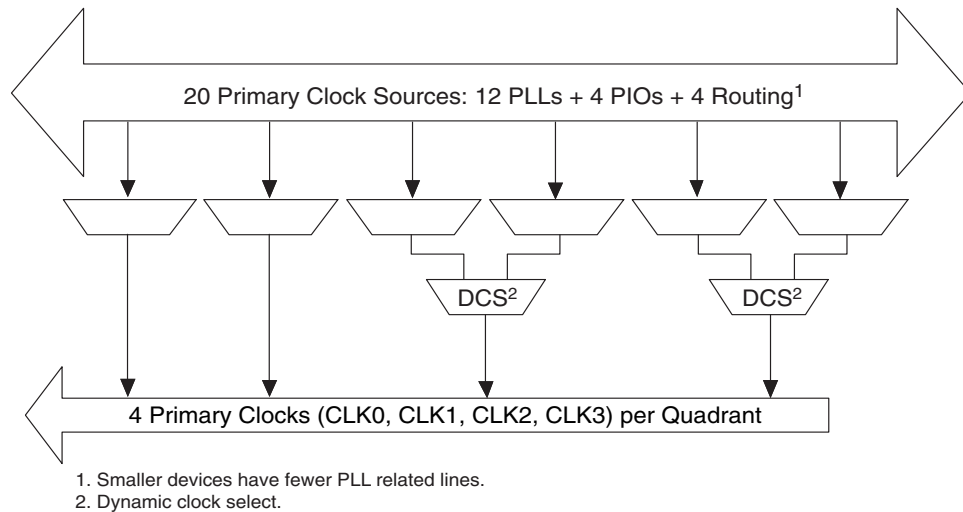 20 Primary Clock Sources: 12 PLLs + 4 PIOs + 4 Routing¹
DCS² DCS²
4 Primary Clocks (CLK0, CLK1, CLK2, CLK3) per Quadrant
1. Smaller devices have fewer PLL related lines.
2. Dynamic clock select.